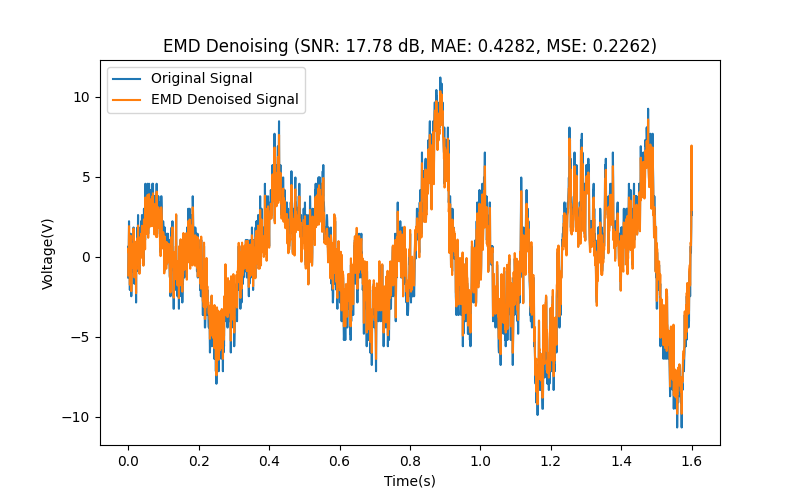 EMD Denoising (SNR: 17.78 dB, MAE: 0.4282, MSE: 0.2262)
Original Signal
EMD Denoised Signal
Voltage(V)
10
5
0
−5
−10
0.0 0.2 0.4 0.6 0.8 1.0 1.2 1.4 1.6
Time(s)